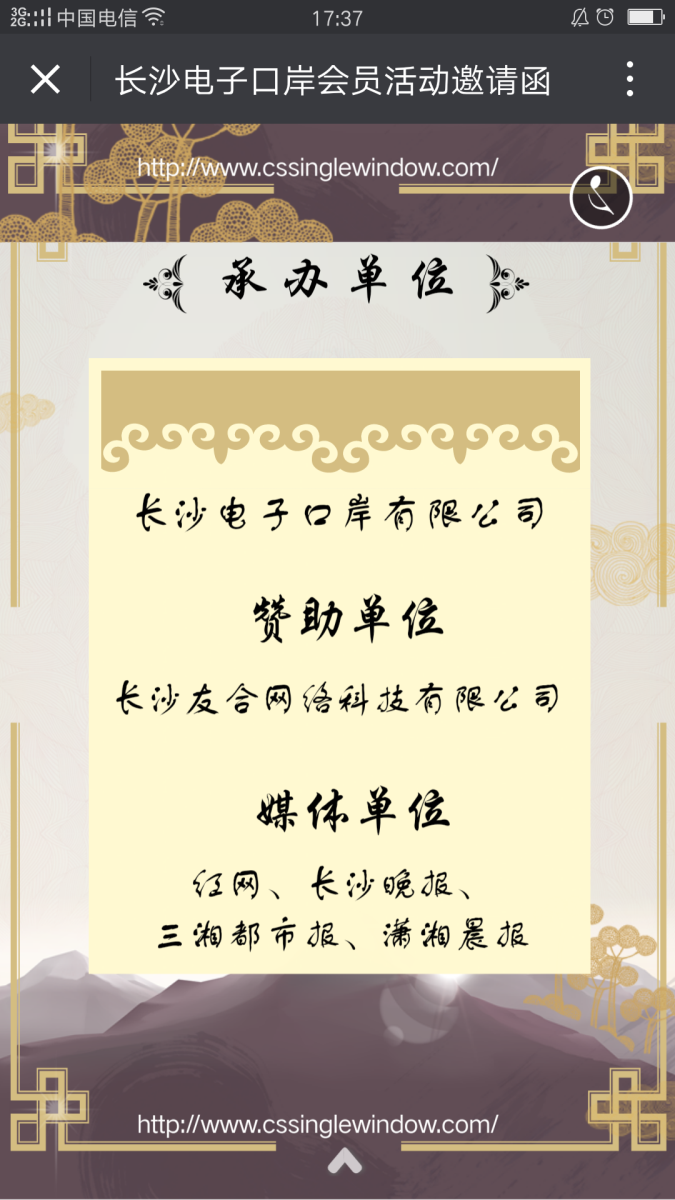 3G 2G 中国电信 17:37
长沙电子口岸会员活动邀请函
http://www.cssinglewindow.com/
承办单位
长沙电子口岸有限公司
赞助单位
长沙友合网络科技有限公司
媒体单位
红网、长沙晚报、
三湘都市报、潇湘晨报
http://www.cssinglewindow.com/